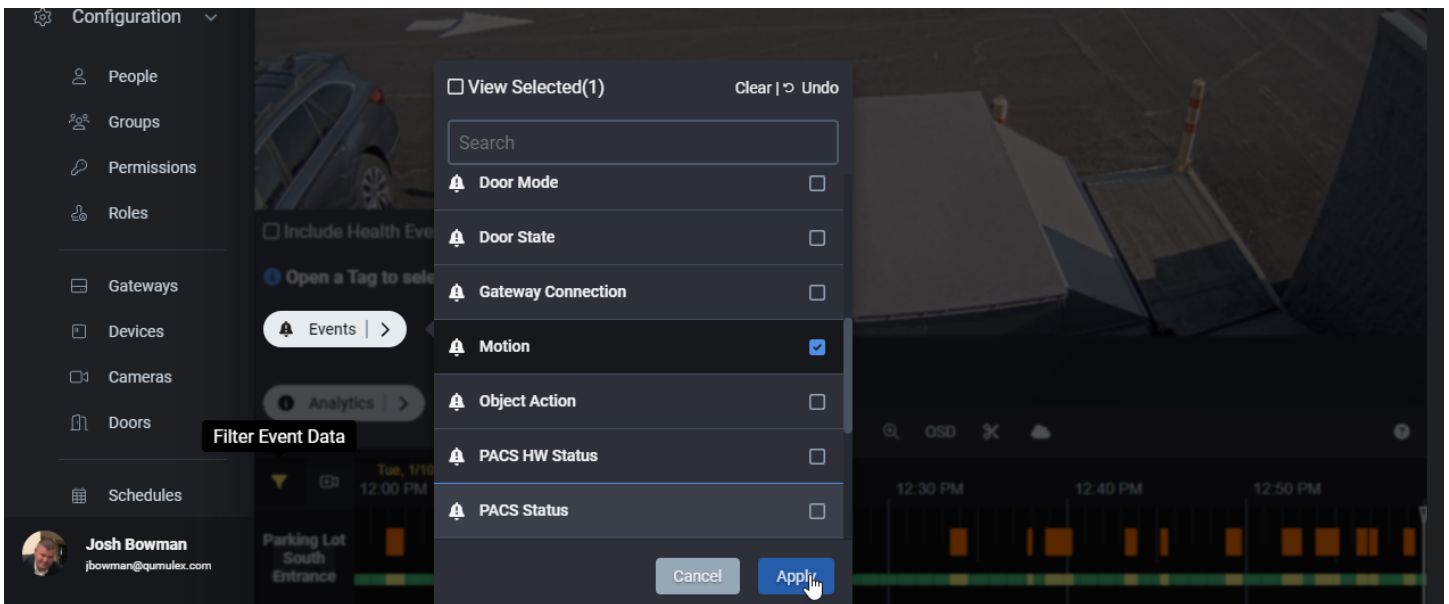 Configuration
People
Groups
Permissions
Roles
Gateways
Devices
Cameras
Doors
Schedules
Josh Bowman
jbowman@qumulex.com
View Selected(1)
Clear | Undo
Search
Door Mode
Door State
Gateway Connection
Motion
Object Action
PACS HW Status
PACS Status
Cancel
Apply
Include Health Eve
Open a Tag to sele
Events |
Analytics |
Filter Event Data
OSD
Tue, 1/10
12:00 PM
12:30 PM
12:40 PM
12:50 PM
Parking Lot
South
Entrance